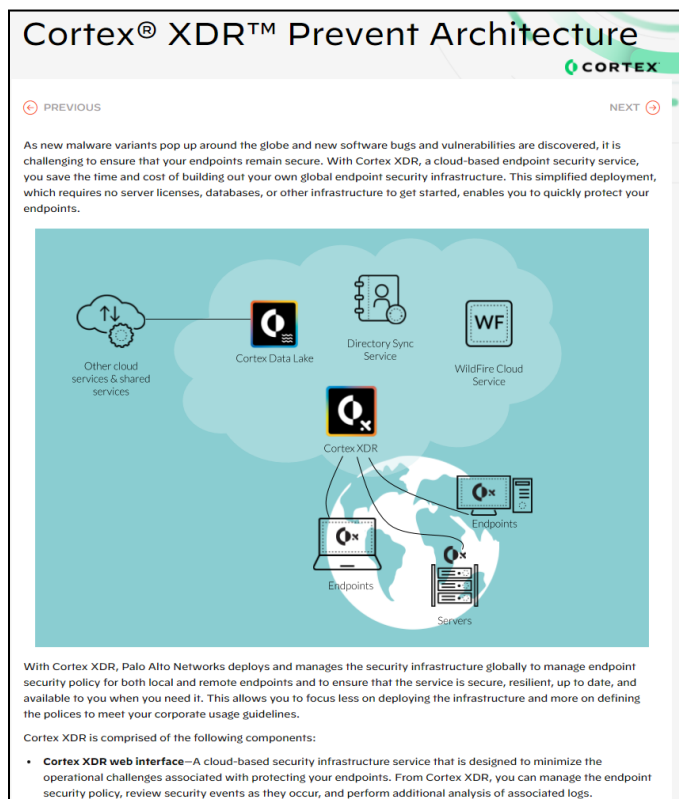 Cortex® XDR™ Prevent Architecture
CORTEX
PREVIOUS
NEXT
As new malware variants pop up around the globe and new software bugs and vulnerabilities are discovered, it is
challenging to ensure that your endpoints remain secure. With Cortex XDR, a cloud-based endpoint security service,
you save the time and cost of building out your own global endpoint security infrastructure. This simplified deployment,
which requires no server licenses, databases, or other infrastructure to get started, enables you to quickly protect your
endpoints.
Other cloud
services & shared
services
Cortex Data Lake
Directory Sync
Service
WF
WildFire Cloud
Service
Cortex XDR
Endpoints
Endpoints
Servers
With Cortex XDR, Palo Alto Networks deploys and manages the security infrastructure globally to manage endpoint
security policy for both local and remote endpoints and to ensure that the service is secure, resilient, up to date, and
available to you when you need it. This allows you to focus less on deploying the infrastructure and more on defining
the polices to meet your corporate usage guidelines.
Cortex XDR is comprised of the following components:
• Cortex XDR web interface—A cloud-based security infrastructure service that is designed to minimize the
operational challenges associated with protecting your endpoints. From Cortex XDR, you can manage the endpoint
security policy, review security events as they occur, and perform additional analysis of associated logs.